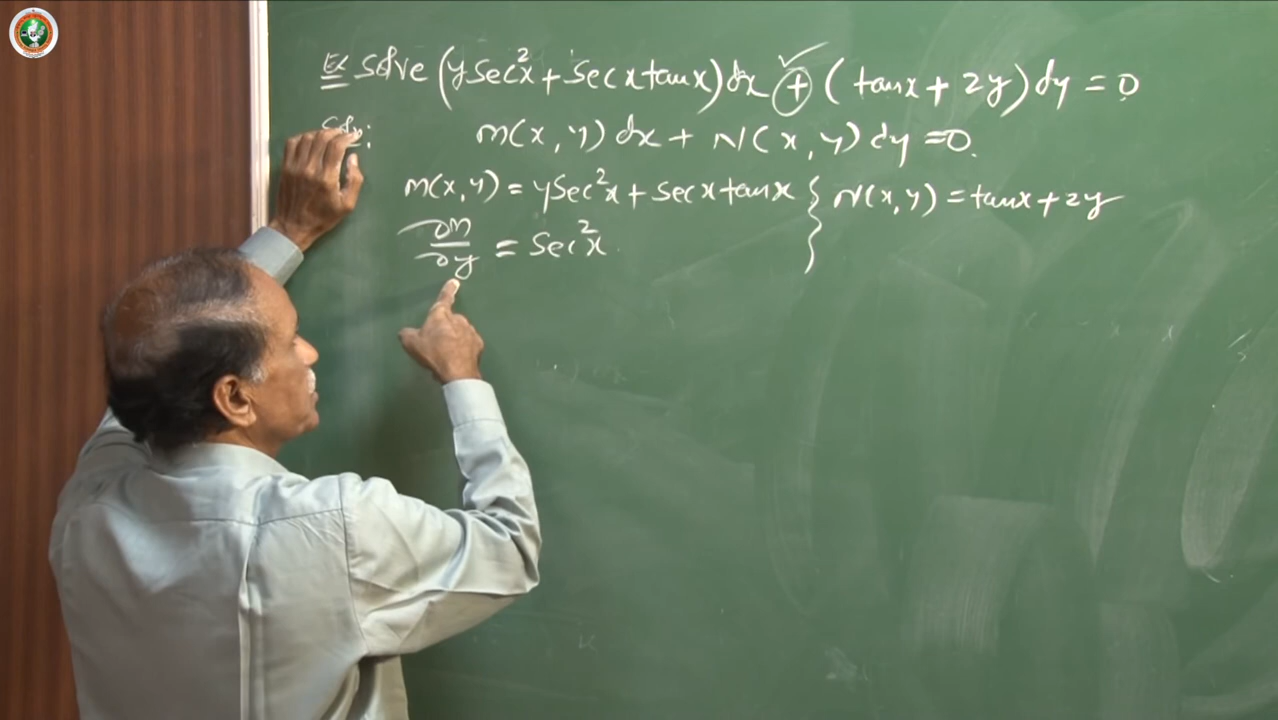 Ex Solve (y Sec²x + Sec x tan x) dx + (tan x + 2y) dy = 0
Soln: M(x, y) dx + N(x, y) dy = 0.
M(x, y) = y Sec²x + Sec x tan x } N(x, y) = tan x + 2y
∂M/∂y = Sec²x.